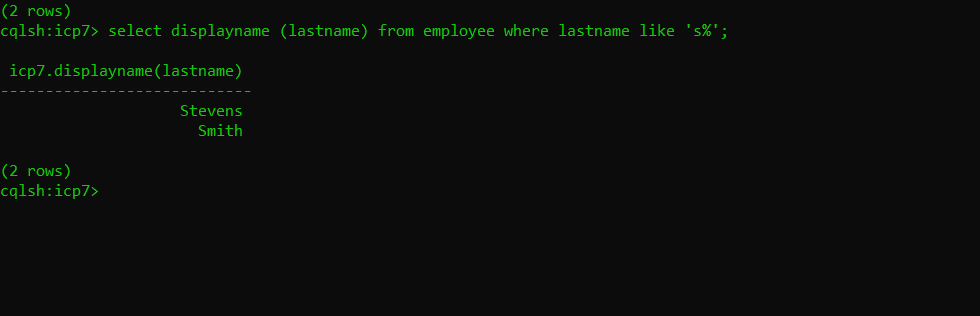 (2 rows)
cqlsh:icp7> select displayname (lastname) from employee where lastname like 's%';
icp7.displayname(lastname)
----------------------------
Stevens
Smith
(2 rows)
cqlsh:icp7>